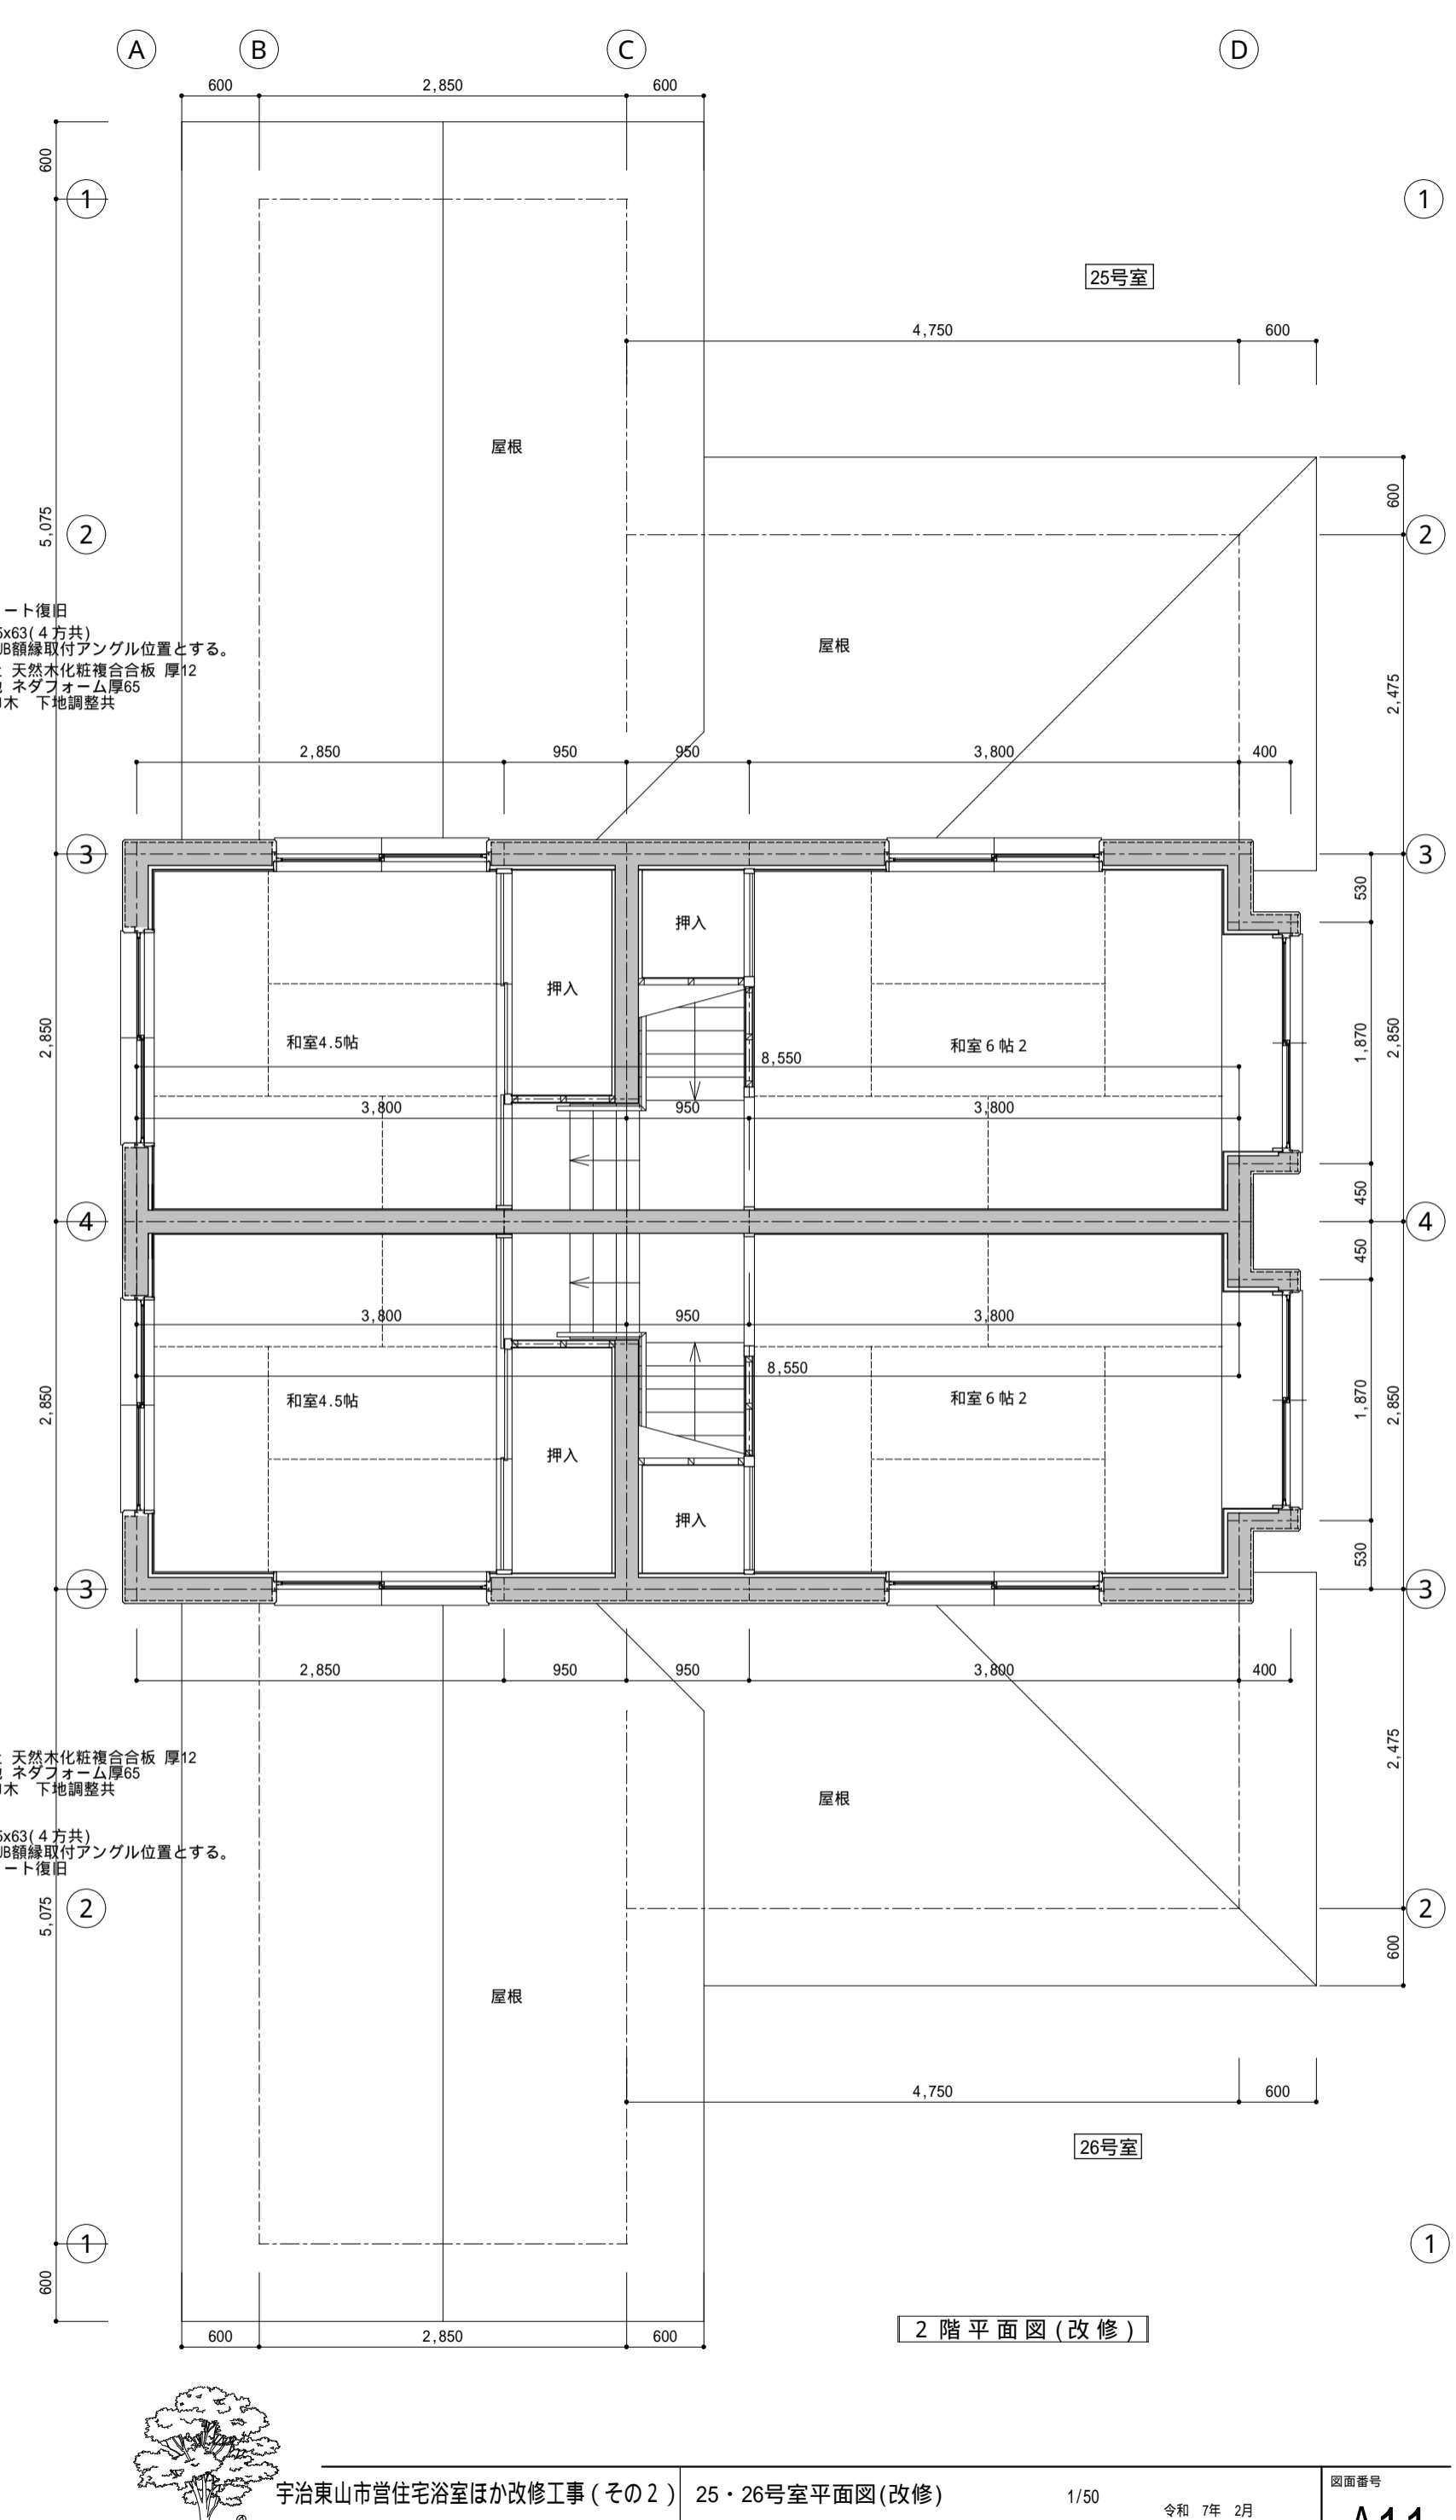 A B C D
600 2,850 600
600
1 1
25号室
4,750 600
屋根
600
5,075
2 2
ート復旧
5x63(４方共)
UB額縁取付アングル位置とする。
天然木化粧複合合板 厚12
ネダフォーム厚65
木 下地調整共
屋根
2,475
2,850 950 950 3,800 400
3 3
530
押入
押入
和室4.5帖
和室６帖２
2,850
1,870
2,850
8,550
3,800 950 3,800
450
4 4
450
3,800 950 3,800
8,550
和室4.5帖
和室６帖２
2,850
1,870
2,850
押入
押入
530
3 3
2,850 950 950 3,800 400
2,475
天然木化粧複合合板 厚12
ネダフォーム厚65
木 下地調整共
屋根
5x63(４方共)
UB額縁取付アングル位置とする。
ート復旧
5,075
2 2
600
屋根
4,750 600
26号室
1 1
600
2階平面図(改修)
600 2,850 600
宇治東山市営住宅浴室ほか改修工事(その２)
25・26号室平面図(改修)
1/50
令和 7年 2月
図面番号
A11